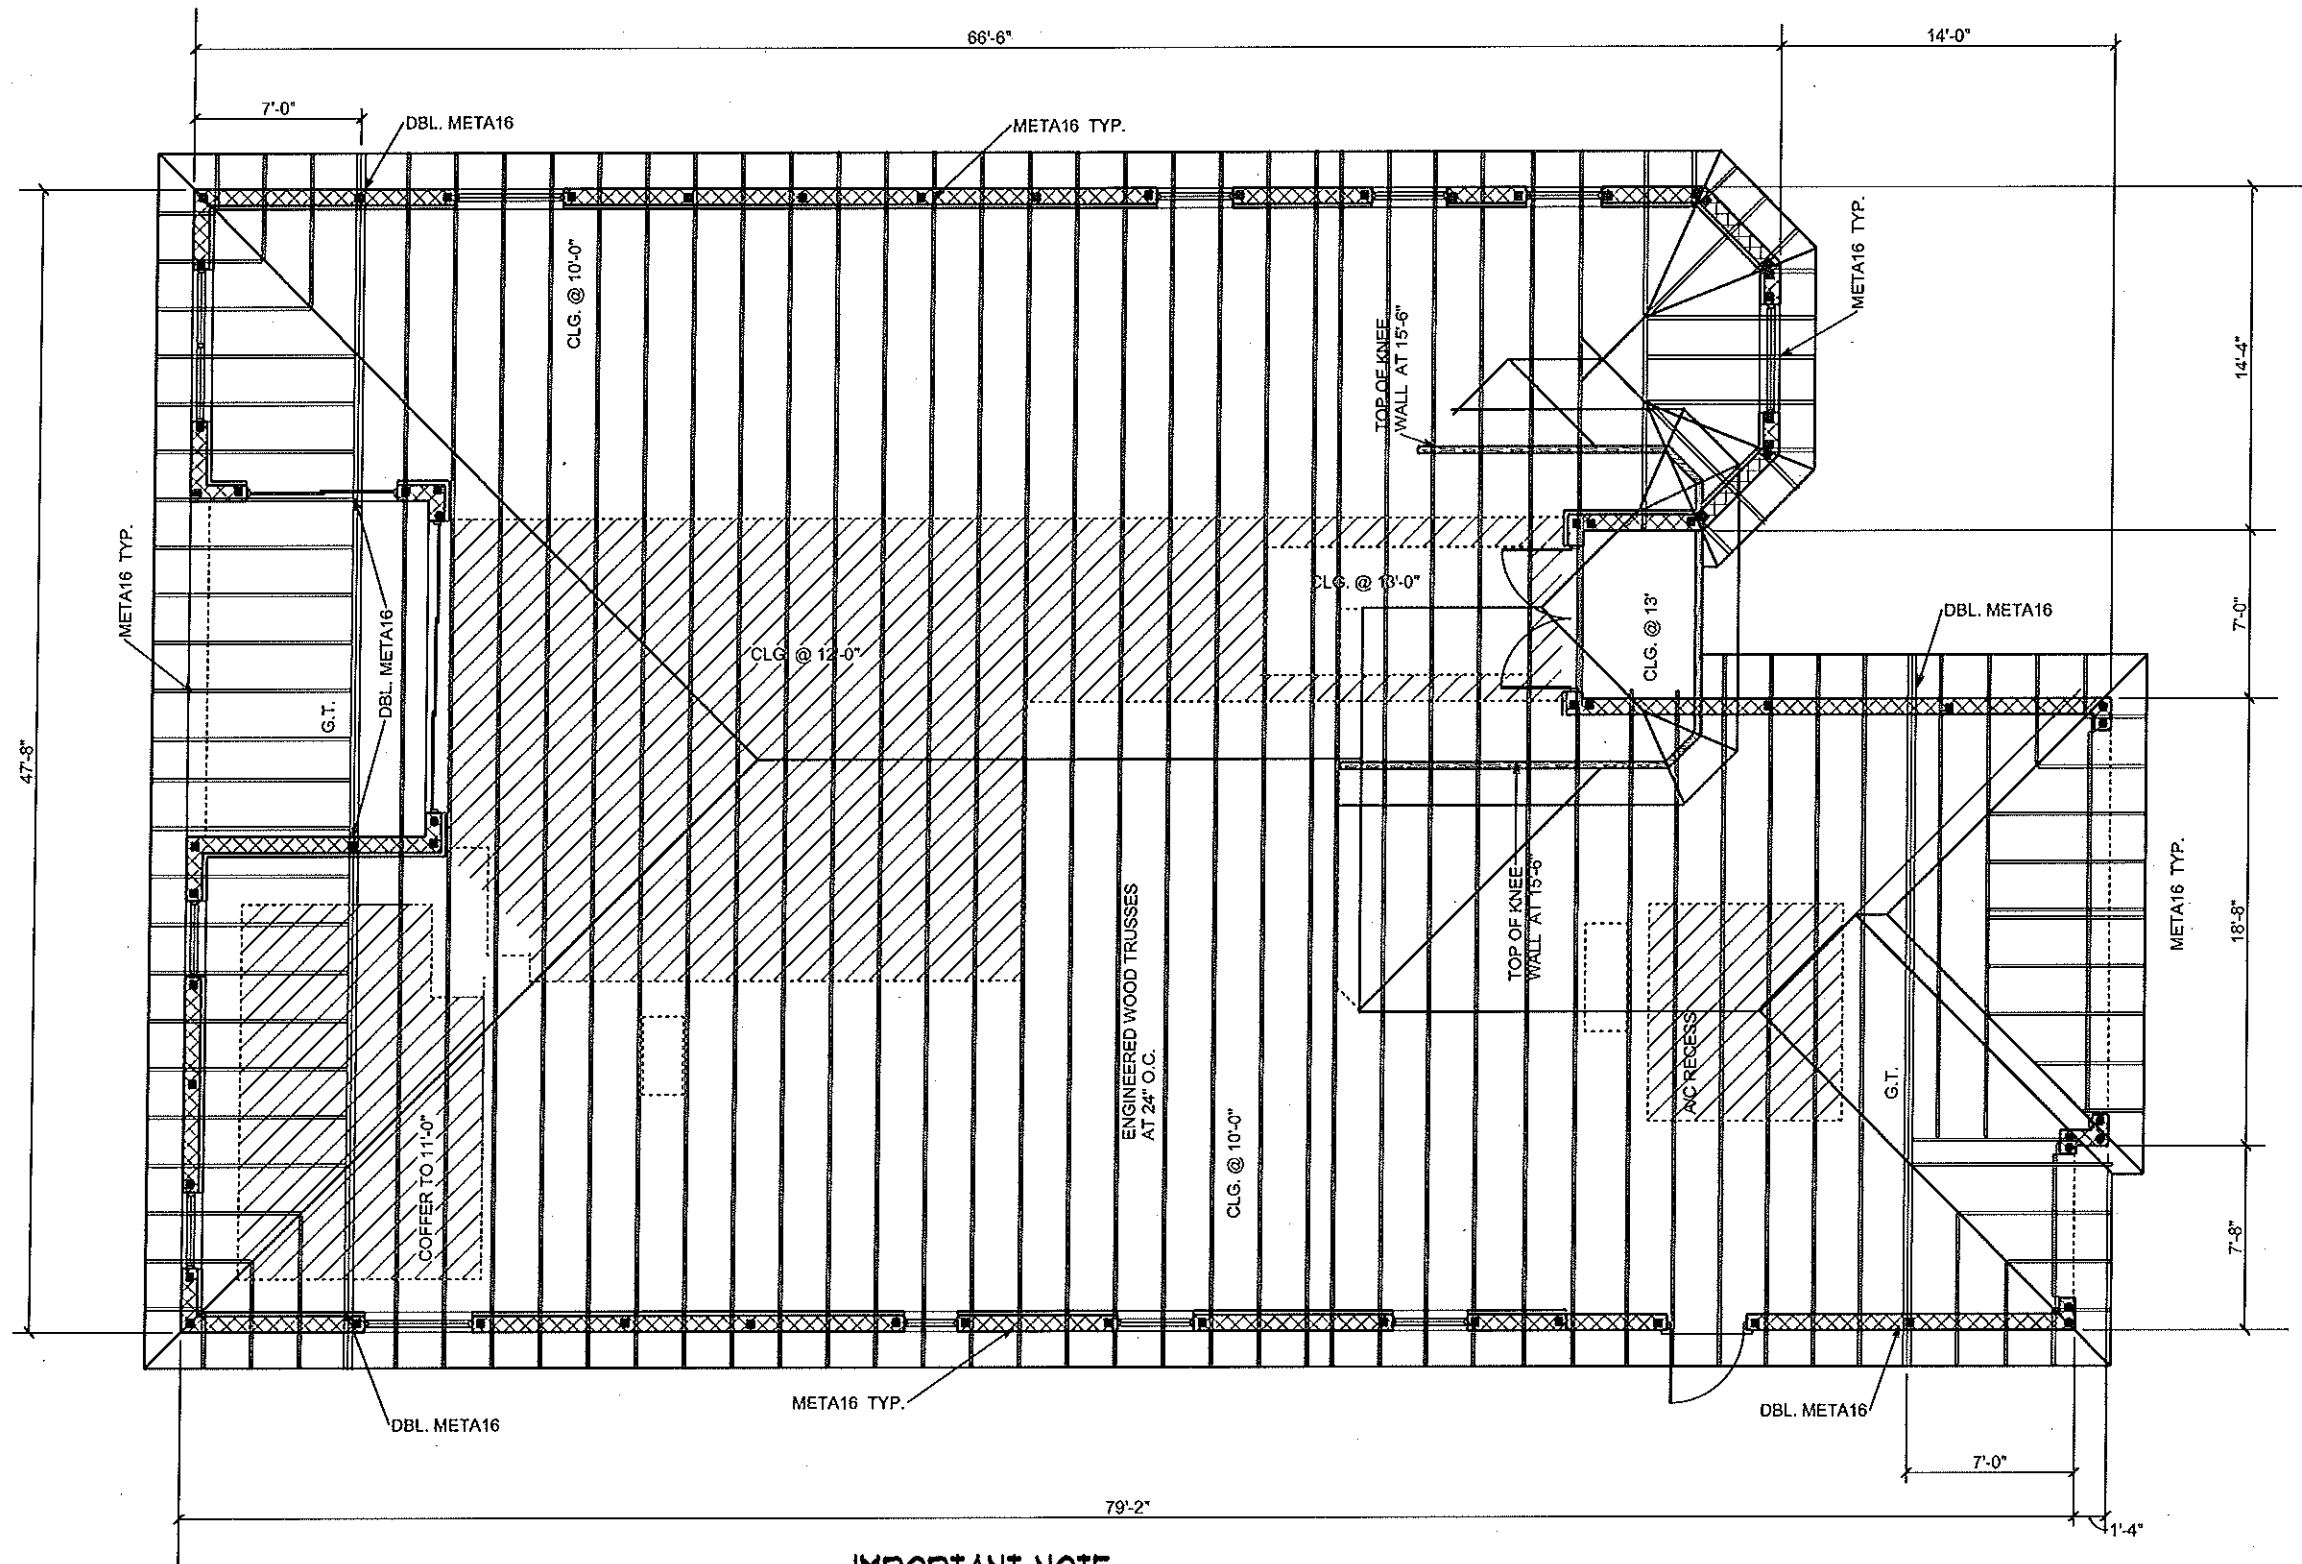 66'-6"
14'-0"
7'-0"
DBL. META16
META16 TYP.
CLG. @ 10'-0"
META16 TYP.
TOP OF KNEE
WALL AT 15'-6"
14'-4"
META16 TYP.
47'-8"
G.T.
DBL. META16
CLG. @ 12'-0"
CLG. @ 13'-0"
CLG. @ 13'
DBL. META16
7'-0"
META16 TYP.
18'-8"
ENGINEERED WOOD TRUSSES
AT 24" O.C.
TOP OF KNEE
WALL AT 15'-6"
A/C RECESS
G.T.
COFFER TO 11'-0"
CLG. @ 10'-0"
7'-8"
META16 TYP.
DBL. META16
DBL. META16
7'-0"
79'-2"
1'-4"
IMPORTANT NOTE